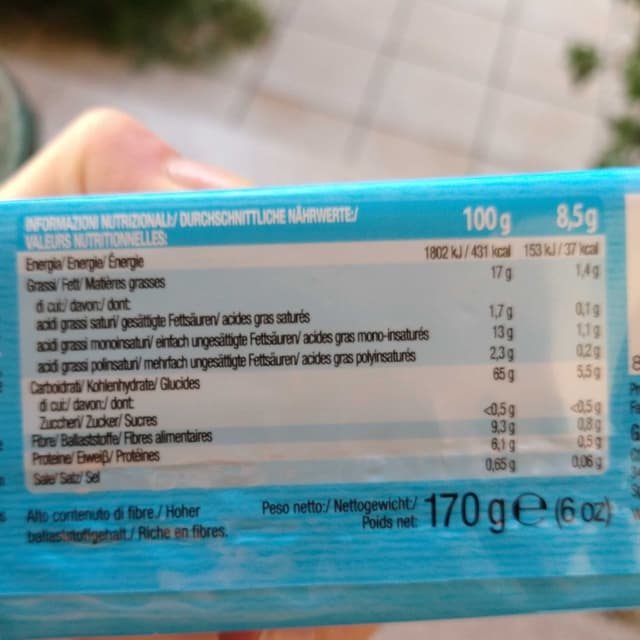 INFORMAZIONI NUTRIZIONALI:/ DURCHSCHNITTLICHE NÄHRWERTE:/
VALEURS NUTRITIONNELLES: 100 g 8,5 g
Energia/ Energie/ Énergie 1802 kJ / 431 kcal 153 kJ / 37 kcal
Grassi/ Fett/ Matières grasses 17 g 1,4 g
di cui:/ davon:/ dont:
acidi grassi saturi/ gesättigte Fettsäuren/ acides gras saturés 1,7 g 0,1 g
acidi grassi monoinsaturi/ einfach ungesättigte Fettsäuren/ acides gras mono-insaturés 13 g 1,1 g
acidi grassi polinsaturi/ mehrfach ungesättigte Fettsäuren/ acides gras polyinsaturés 2,3 g 0,2 g
Carboidrati/ Kohlenhydrate/ Glucides 65 g 5,5 g
di cui:/ davon:/ dont:
Zuccheri/ Zucker/ Sucres <0,5 g <0,5 g
Fibre/ Ballaststoffe/ Fibres alimentaires 9,3 g 0,8 g
Proteine/ Eiweiβ/ Protéines 6,1 g 0,5 g
Sale/ Salz/ Sel 0,65 g 0,06 g
Alto contenuto di fibre./ Hoher
ballaststoffgehalt./ Riche en fibres.
Peso netto:/ Nettogewicht:/
Poids net: 170 g e (6 oz)